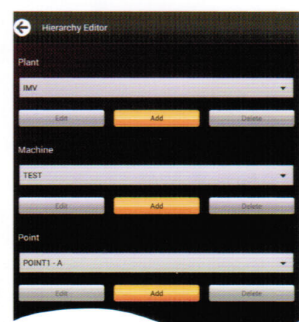 Hierarchy Editor
Plant
IMV
Edit Add Delete
Machine
TEST
Edit Add Delete
Point
POINT1 - A
Edit Add Delete